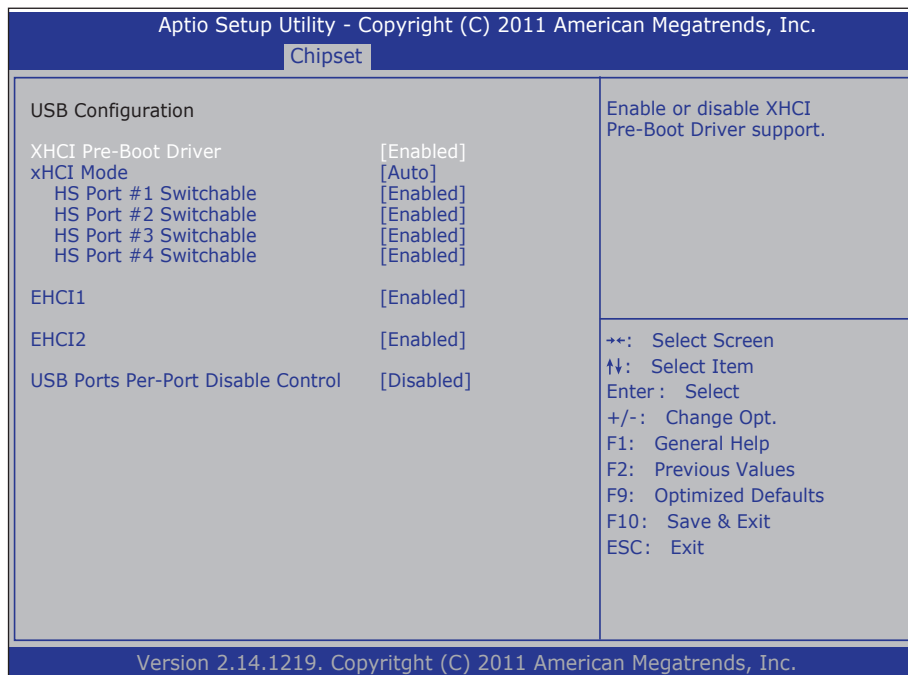 Aptio Setup Utility - Copyright (C) 2011 American Megatrends, Inc.
Chipset
USB Configuration
XHCI Pre-Boot Driver [Enabled]
xHCI Mode [Auto]
HS Port #1 Switchable [Enabled]
HS Port #2 Switchable [Enabled]
HS Port #3 Switchable [Enabled]
HS Port #4 Switchable [Enabled]
EHCI1 [Enabled]
EHCI2 [Enabled]
USB Ports Per-Port Disable Control [Disabled]
Enable or disable XHCI
Pre-Boot Driver support.
→←: Select Screen
↑↓: Select Item
Enter : Select
+/-: Change Opt.
F1: General Help
F2: Previous Values
F9: Optimized Defaults
F10: Save & Exit
ESC: Exit
Version 2.14.1219. Copyritght (C) 2011 American Megatrends, Inc.